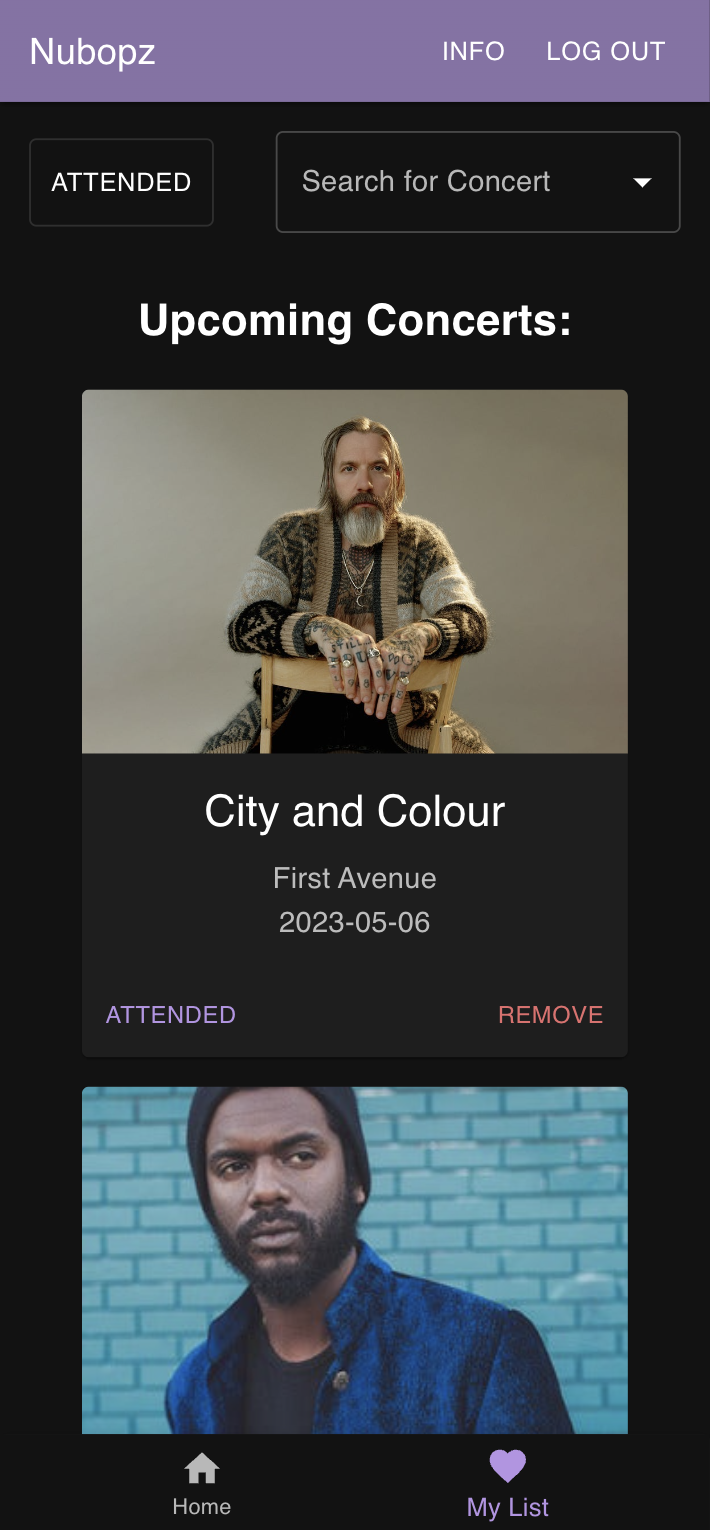 Nubopz INFO LOG OUT
ATTENDED Search for Concert
Upcoming Concerts:
STILL
City and Colour
First Avenue
2023-05-06
ATTENDED REMOVE
Home My List